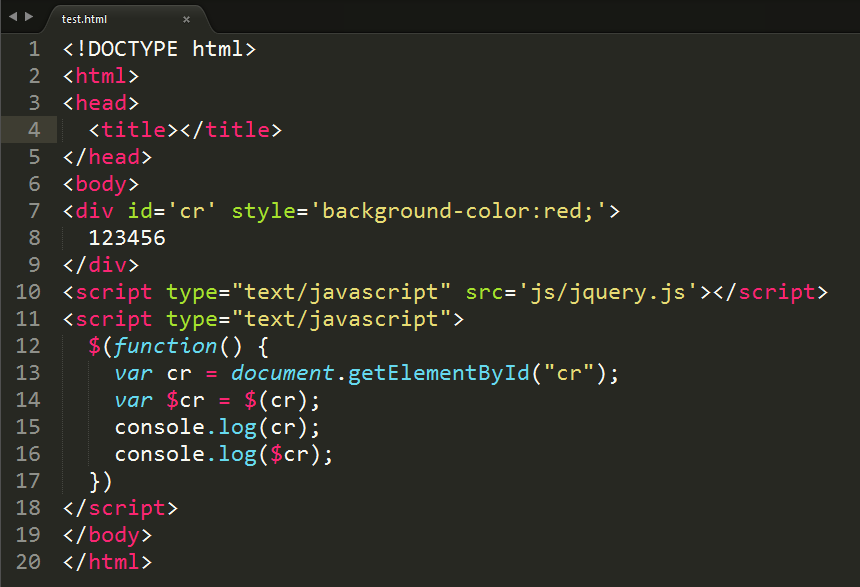 test.html ×
1 <!DOCTYPE html>
2 <html>
3 <head>
4   <title></title>
5 </head>
6 <body>
7 <div id='cr' style='background-color:red;'>
8   123456
9 </div>
10 <script type="text/javascript" src='js/jquery.js'></script>
11 <script type="text/javascript">
12   $(function() {
13     var cr = document.getElementById("cr");
14     var $cr = $(cr);
15     console.log(cr);
16     console.log($cr);
17   })
18 </script>
19 </body>
20 </html>